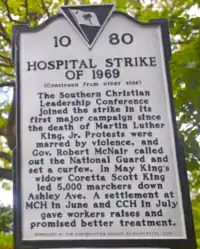 10 80
HOSPITAL STRIKE
OF 1969
(Continued from other side)
The Southern Christian
Leadership Conference
joined the strike in its
first major campaign since
the death of Martin Luther
King, Jr. Protests were
marred by violence, and
Gov. Robert McNair called
out the National Guard and
set a curfew. In May King's
widow Coretta Scott King
led 5,000 marchers down
Ashley Ave. A settlement at
MCH in June and CCH in July
gave workers raises and
promised better treatment.